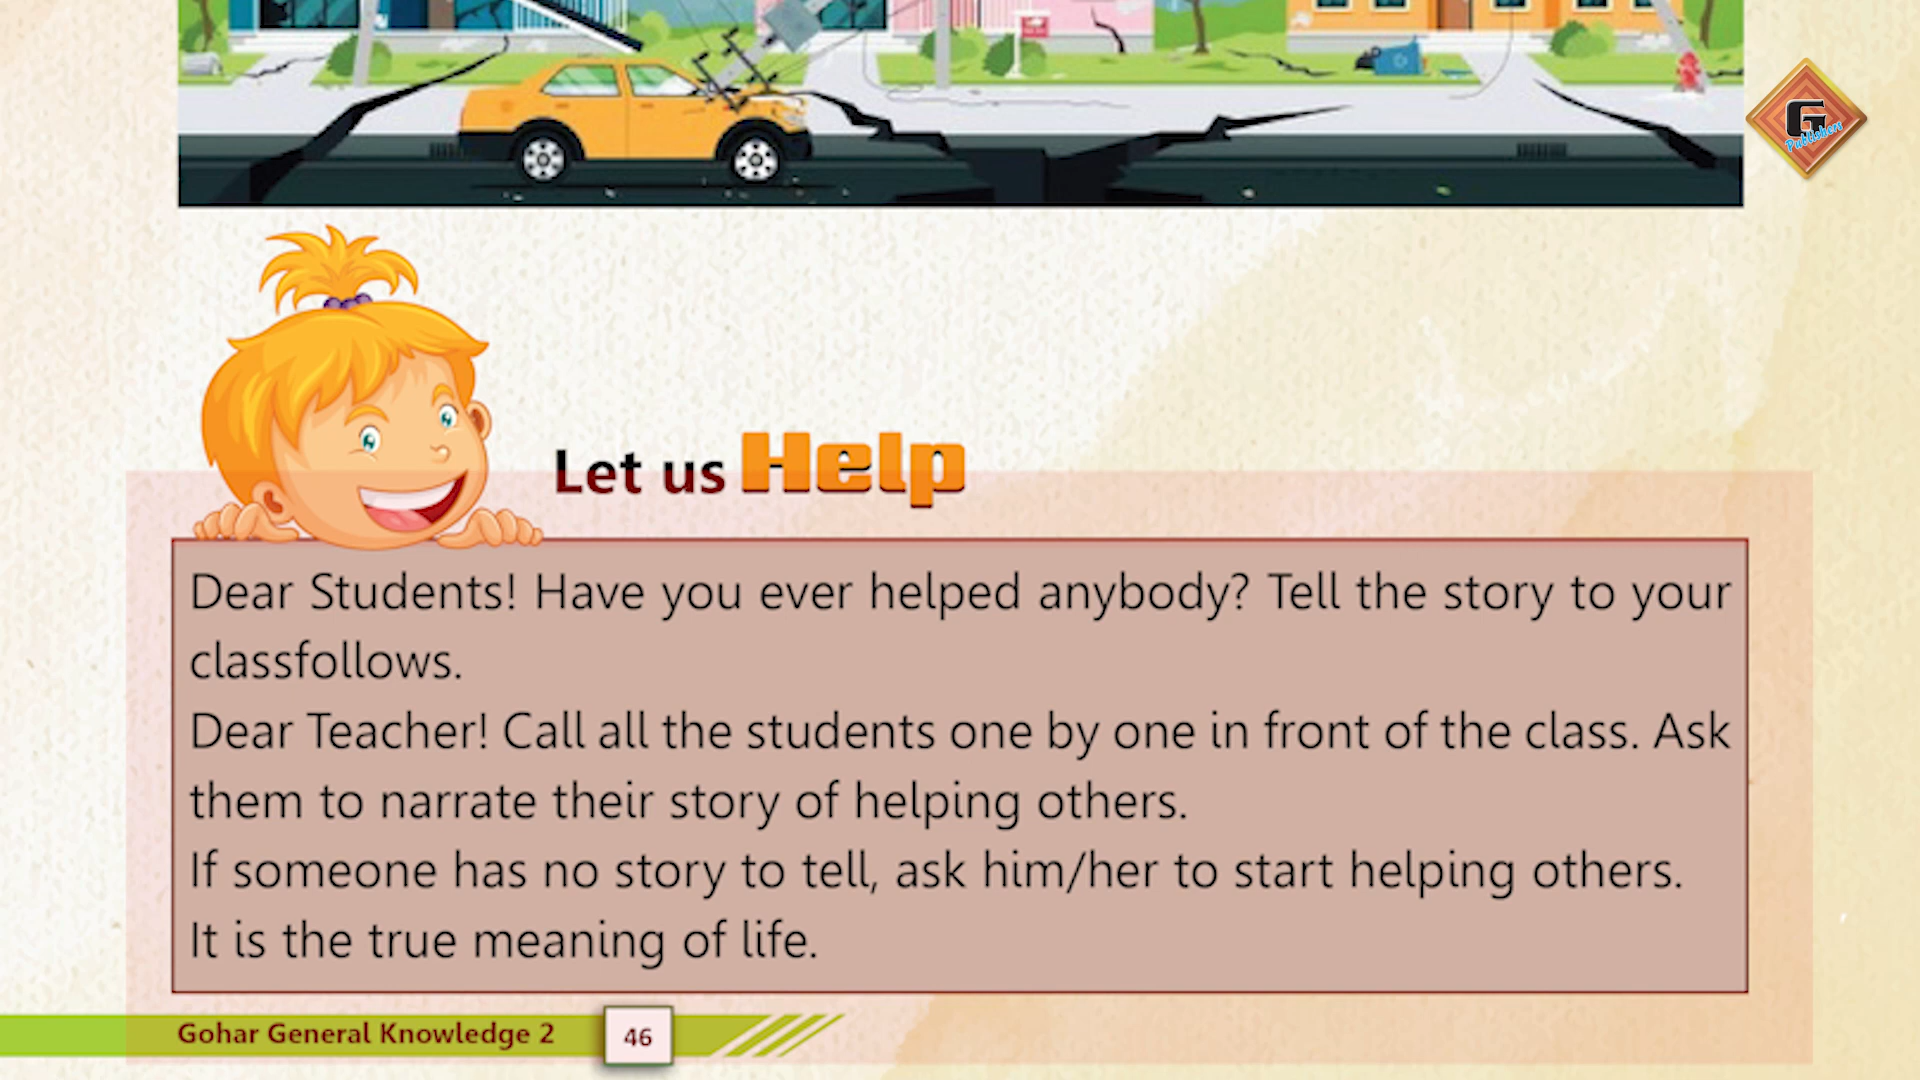 G
Publishers
Let us Help
Dear Students! Have you ever helped anybody? Tell the story to your
classfollows.
Dear Teacher! Call all the students one by one in front of the class. Ask
them to narrate their story of helping others.
If someone has no story to tell, ask him/her to start helping others.
It is the true meaning of life.
Gohar General Knowledge 2
46